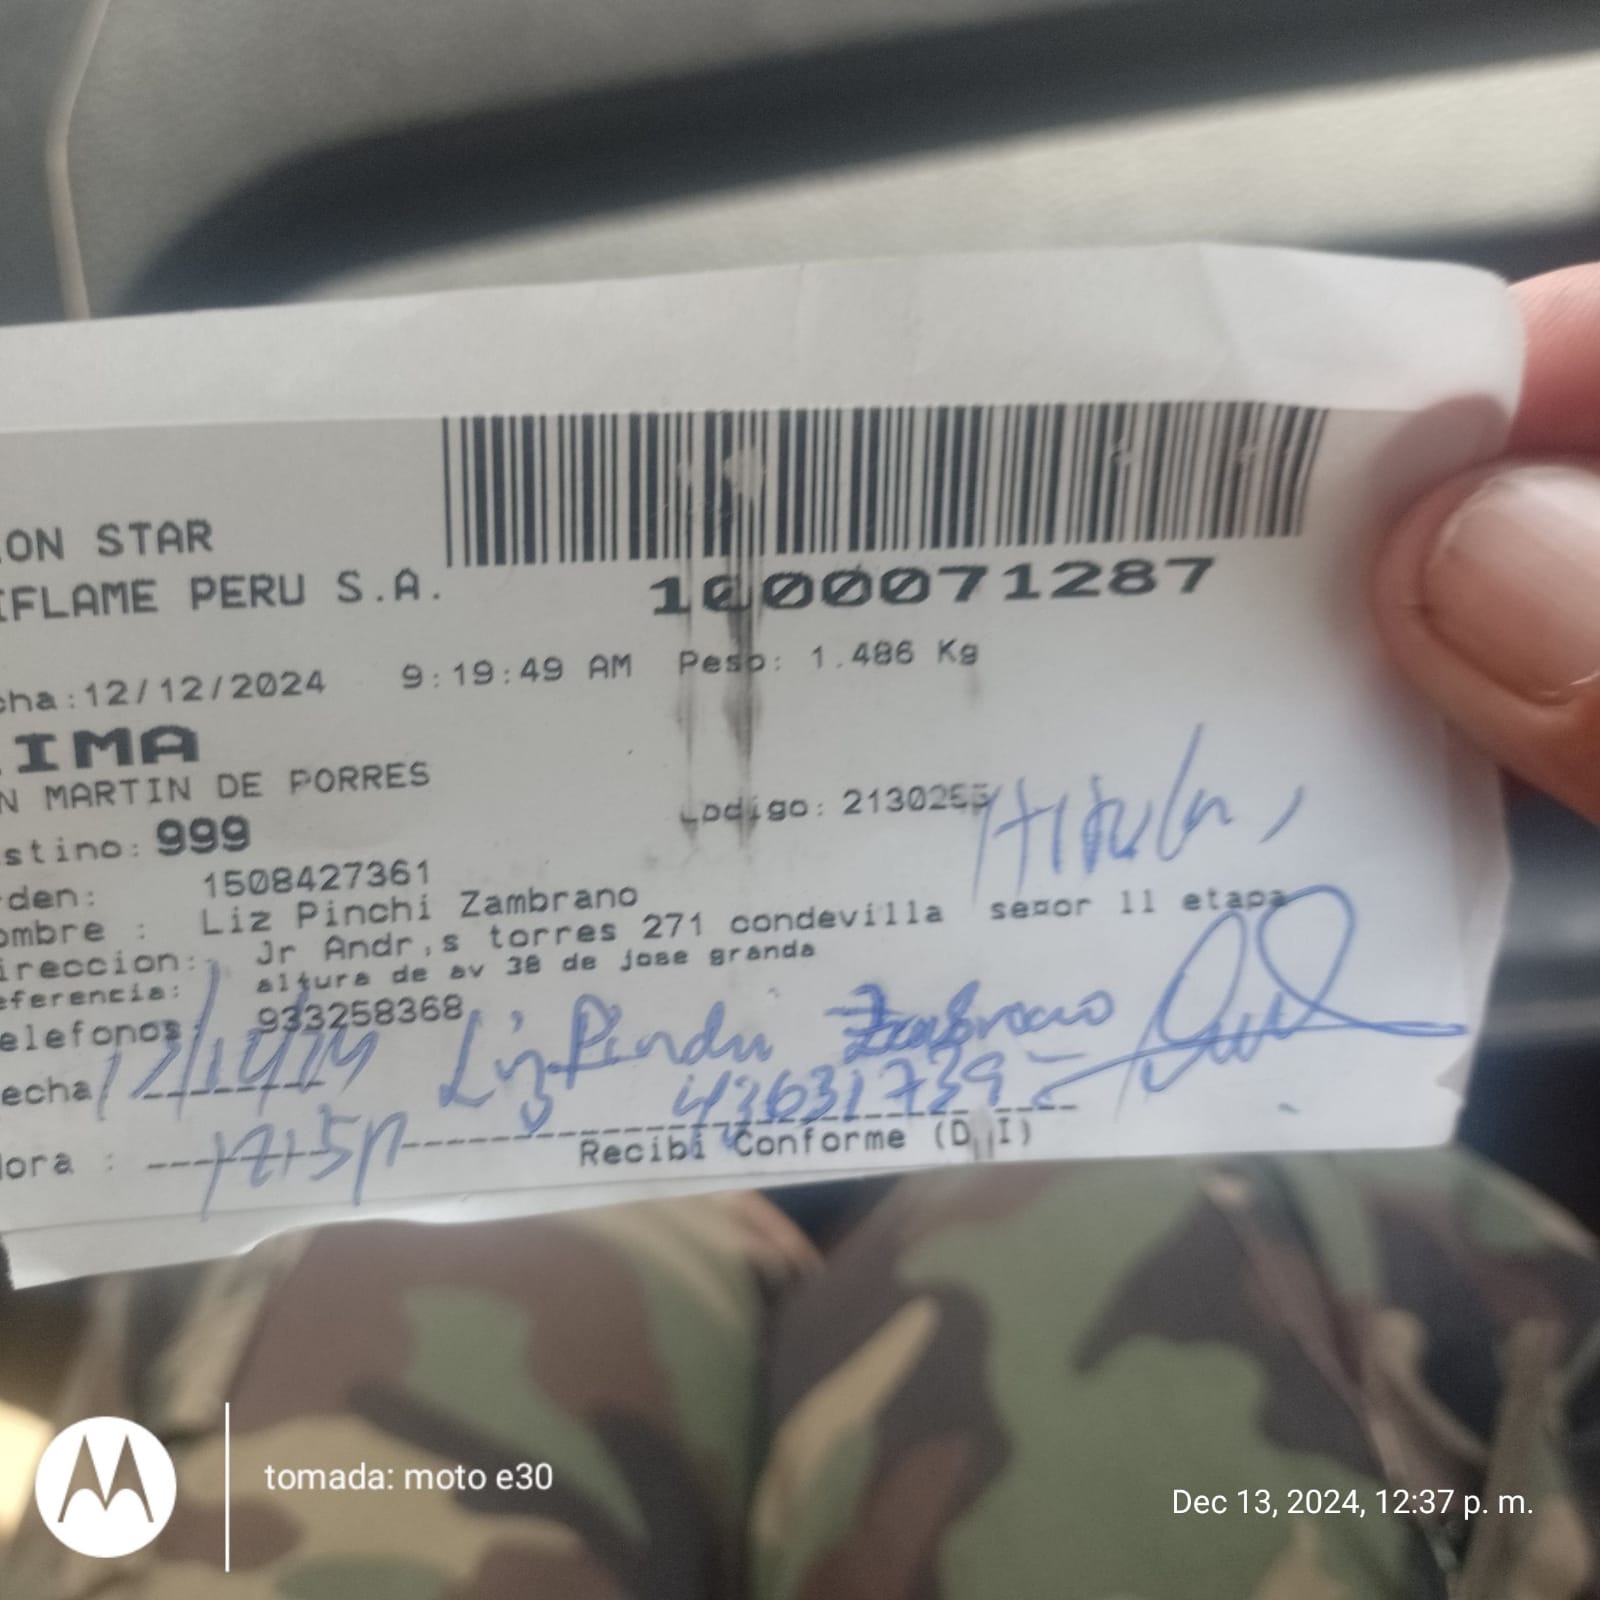 ON STAR
IFLAME PERU S.A.
1000071287
cha:12/12/2024 9:19:49 AM Peso: 1.486 Kg
IMA
N MARTIN DE PORRES
stino: 999
Codigo: 2130255
Titular
den: 1508427361
ombre : Liz Pinchi Zambrano
ireccion: Jr Andr,s torres 271 condevilla señor 11 etapa
eferencia: altura de av 38 de jose granda
elefonos: 933258368
echa
Liz Pinchi Zambrano
43631739
ora :
Recibi Conforme (D I)
tomada: moto e30
Dec 13, 2024, 12:37 p. m.